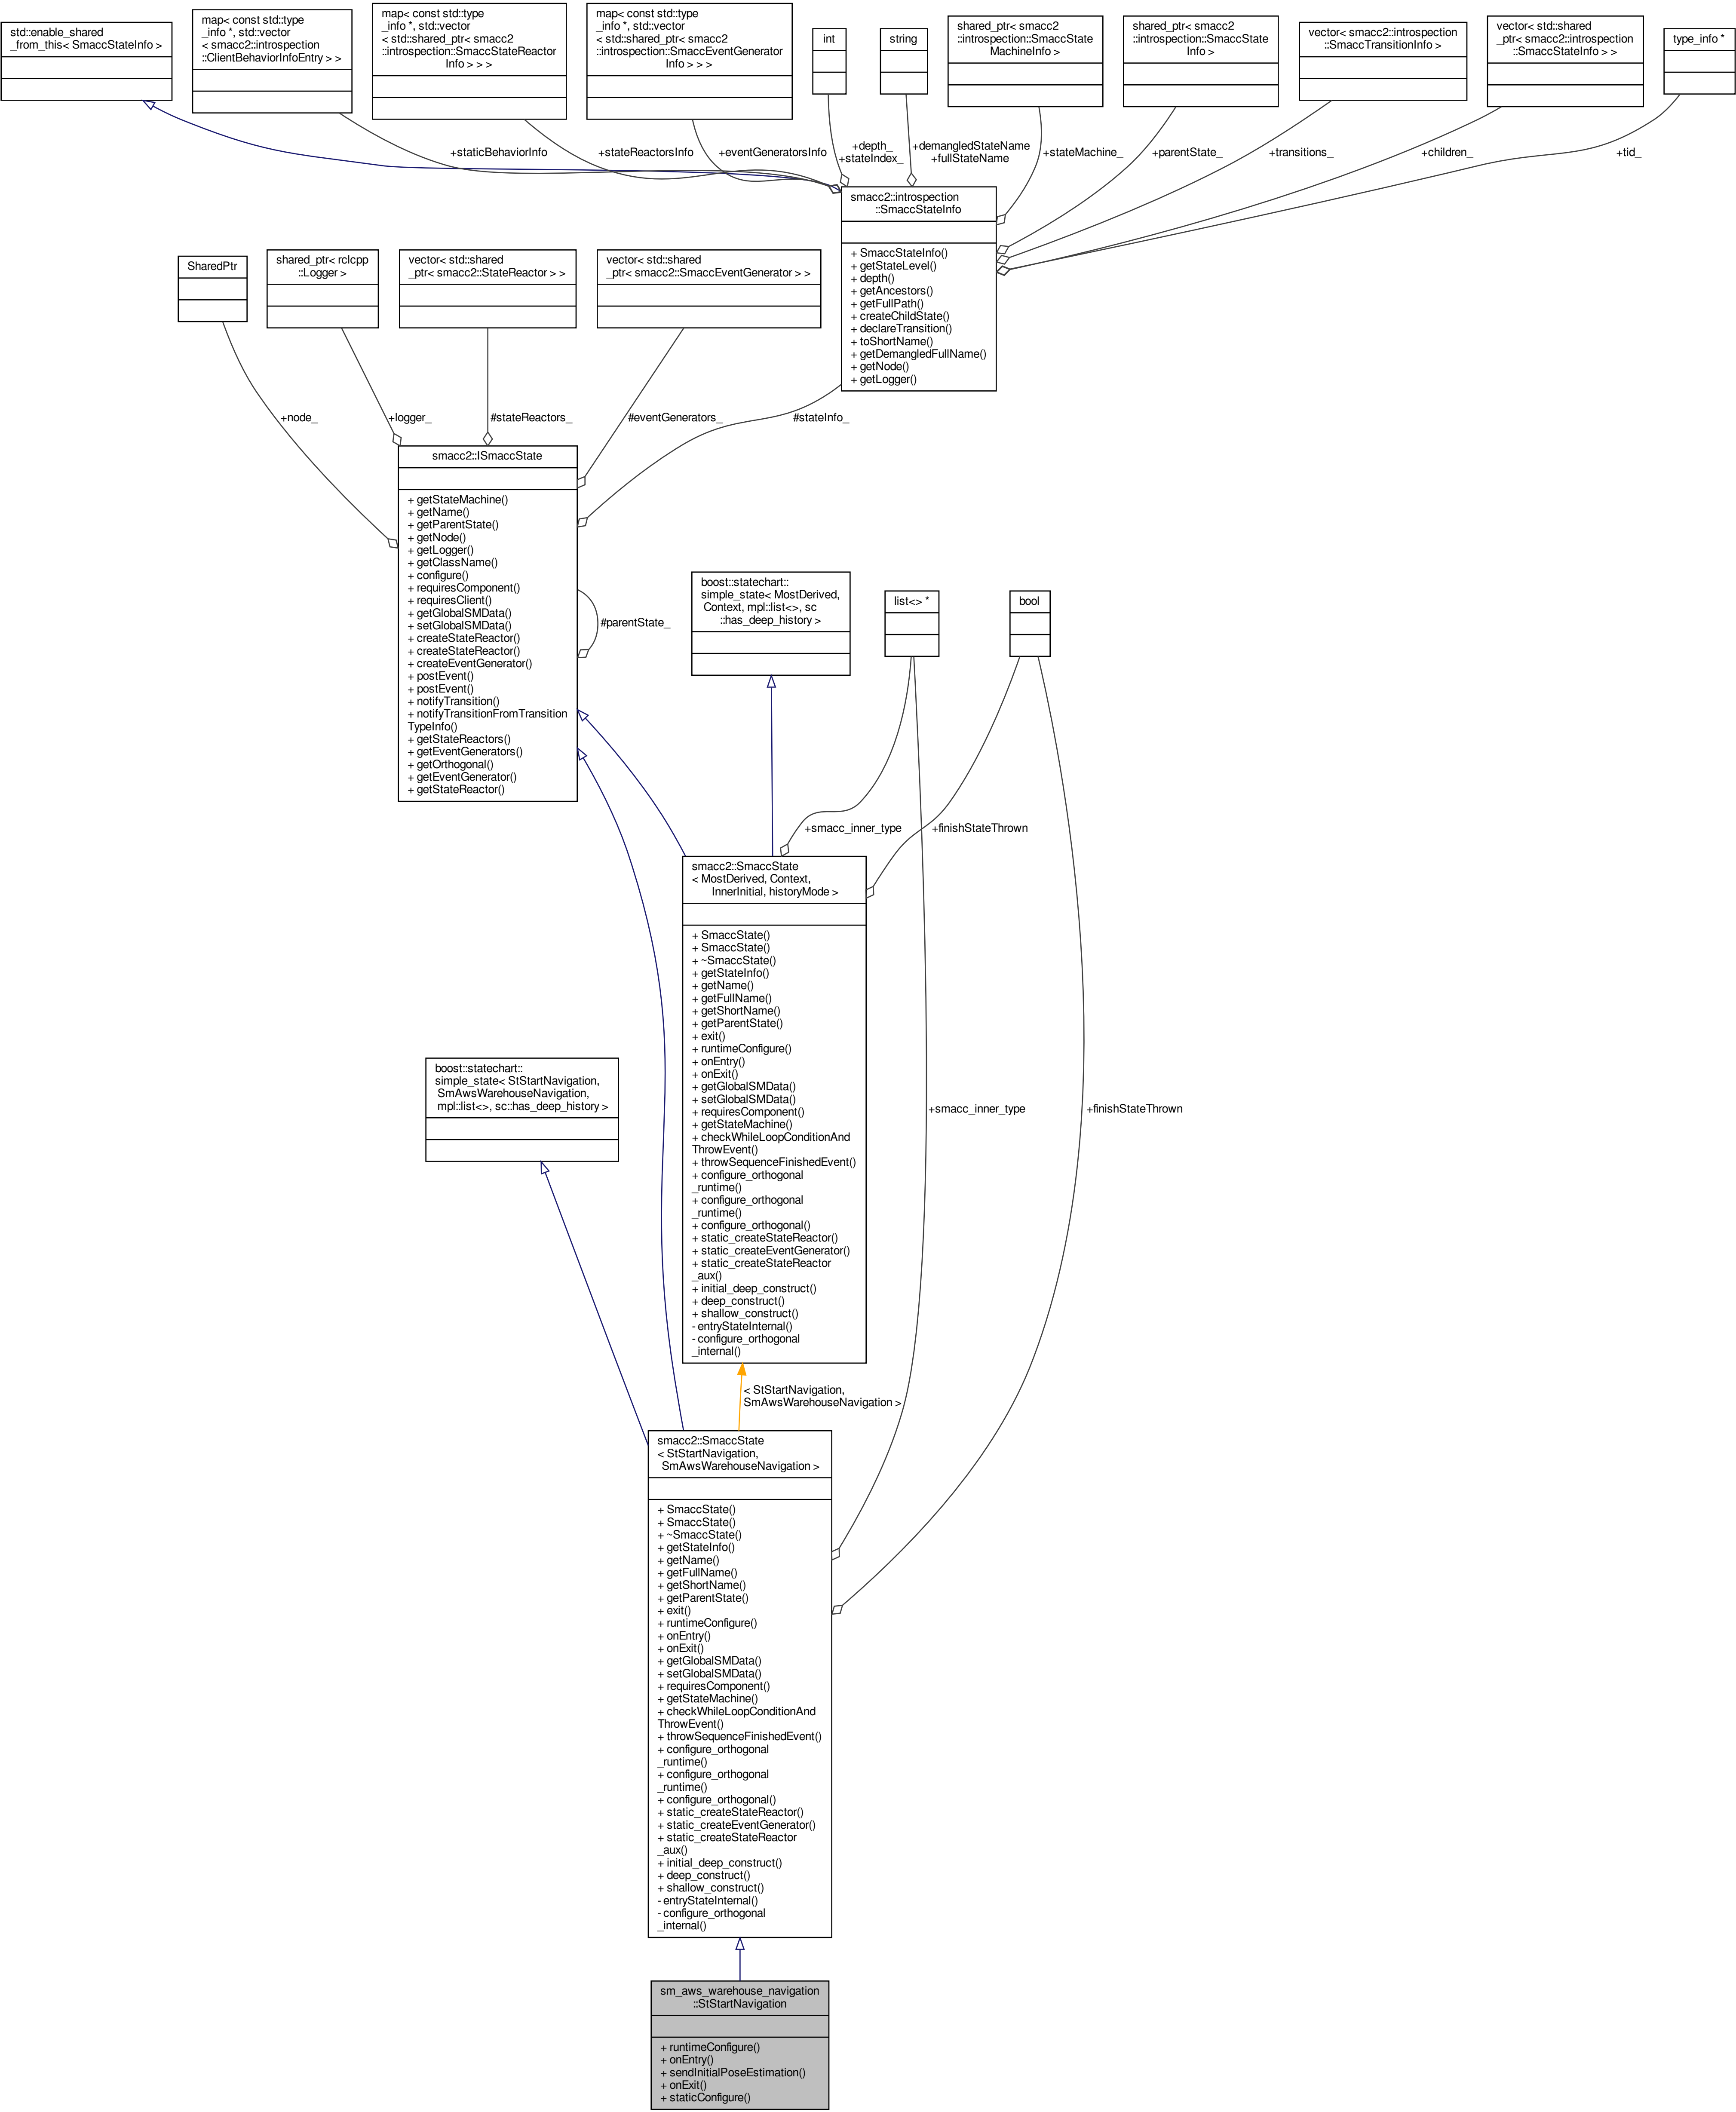 std::enable_shared
_from_this< SmaccStateInfo >
map< const std::type
_info *, std::vector
< smacc2::introspection
::ClientBehaviorInfoEntry > >
map< const std::type
_info *, std::vector
< std::shared_ptr< smacc2
::introspection::SmaccStateReactor
Info > > >
map< const std::type
_info *, std::vector
< std::shared_ptr< smacc2
::introspection::SmaccEventGenerator
Info > > >
int
string
shared_ptr< smacc2
::introspection::SmaccState
MachineInfo >
shared_ptr< smacc2
::introspection::SmaccState
Info >
vector< smacc2::introspection
::SmaccTransitionInfo >
vector< std::shared
_ptr< smacc2::introspection
::SmaccStateInfo > >
type_info *
+staticBehaviorInfo
+stateReactorsInfo
+eventGeneratorsInfo
+depth_
+stateIndex_
+demangledStateName
+fullStateName
+stateMachine_
+parentState_
+transitions_
+children_
+tid_
smacc2::introspection
::SmaccStateInfo
+ SmaccStateInfo()
+ getStateLevel()
+ depth()
+ getAncestors()
+ getFullPath()
+ createChildState()
+ declareTransition()
+ toShortName()
+ getDemangledFullName()
+ getNode()
+ getLogger()
SharedPtr
shared_ptr< rclcpp
::Logger >
vector< std::shared
_ptr< smacc2::StateReactor > >
vector< std::shared
_ptr< smacc2::SmaccEventGenerator > >
+node_
+logger_
#stateReactors_
#eventGenerators_
#stateInfo_
smacc2::ISmaccState
+ getStateMachine()
+ getName()
+ getParentState()
+ getNode()
+ getLogger()
+ getClassName()
+ configure()
+ requiresComponent()
+ requiresClient()
+ getGlobalSMData()
+ setGlobalSMData()
+ createStateReactor()
+ createStateReactor()
+ createEventGenerator()
+ postEvent()
+ postEvent()
+ notifyTransition()
+ notifyTransitionFromTransition
TypeInfo()
+ getStateReactors()
+ getEventGenerators()
+ getOrthogonal()
+ getEventGenerator()
+ getStateReactor()
#parentState_
boost::statechart::
simple_state< MostDerived,
Context, mpl::list<>, sc
::has_deep_history >
list<> *
bool
+smacc_inner_type
+finishStateThrown
smacc2::SmaccState
< MostDerived, Context,
InnerInitial, historyMode >
+ SmaccState()
+ SmaccState()
+ ~SmaccState()
+ getStateInfo()
+ getName()
+ getFullName()
+ getShortName()
+ getParentState()
+ exit()
+ runtimeConfigure()
+ onEntry()
+ onExit()
+ getGlobalSMData()
+ setGlobalSMData()
+ requiresComponent()
+ getStateMachine()
+ checkWhileLoopConditionAnd
ThrowEvent()
+ throwSequenceFinishedEvent()
+ configure_orthogonal
_runtime()
+ configure_orthogonal
_runtime()
+ configure_orthogonal()
+ static_createStateReactor()
+ static_createEventGenerator()
+ static_createStateReactor
_aux()
+ initial_deep_construct()
+ deep_construct()
+ shallow_construct()
- entryStateInternal()
- configure_orthogonal
_internal()
boost::statechart::
simple_state< StStartNavigation,
SmAwsWarehouseNavigation,
mpl::list<>, sc::has_deep_history >
+smacc_inner_type
+finishStateThrown
< StStartNavigation,
SmAwsWarehouseNavigation >
smacc2::SmaccState
< StStartNavigation,
SmAwsWarehouseNavigation >
+ SmaccState()
+ SmaccState()
+ ~SmaccState()
+ getStateInfo()
+ getName()
+ getFullName()
+ getShortName()
+ getParentState()
+ exit()
+ runtimeConfigure()
+ onEntry()
+ onExit()
+ getGlobalSMData()
+ setGlobalSMData()
+ requiresComponent()
+ getStateMachine()
+ checkWhileLoopConditionAnd
ThrowEvent()
+ throwSequenceFinishedEvent()
+ configure_orthogonal
_runtime()
+ configure_orthogonal
_runtime()
+ configure_orthogonal()
+ static_createStateReactor()
+ static_createEventGenerator()
+ static_createStateReactor
_aux()
+ initial_deep_construct()
+ deep_construct()
+ shallow_construct()
- entryStateInternal()
- configure_orthogonal
_internal()
sm_aws_warehouse_navigation
::StStartNavigation
+ runtimeConfigure()
+ onEntry()
+ sendInitialPoseEstimation()
+ onExit()
+ staticConfigure()